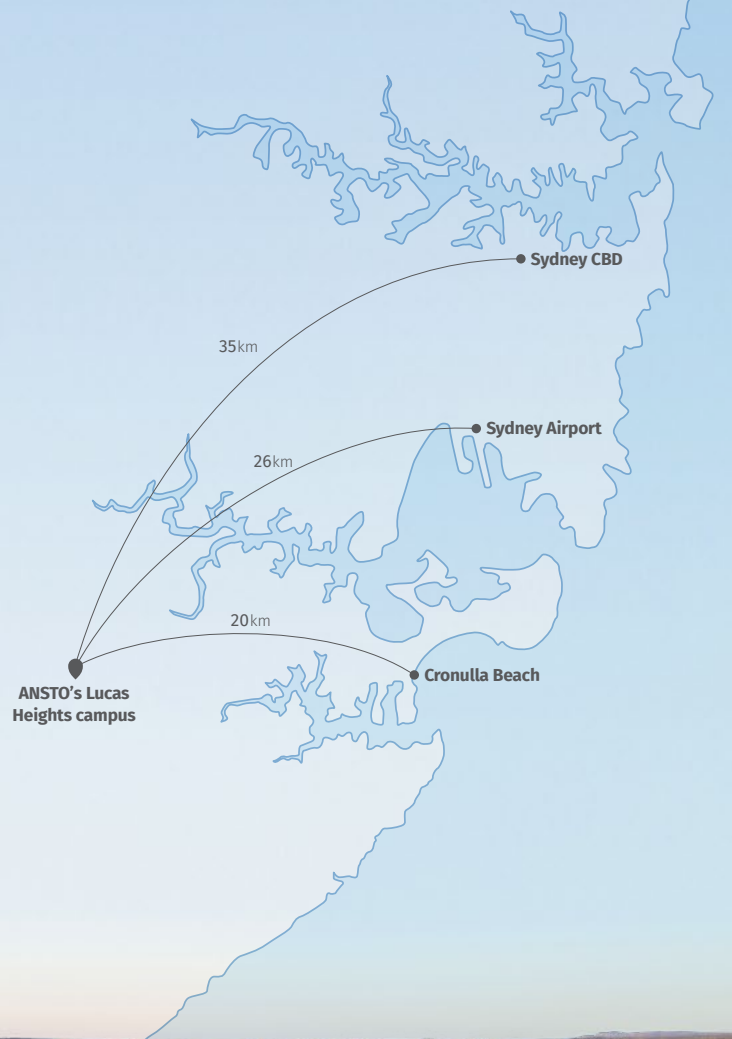 Sydney CBD
35km
Sydney Airport
26km
20km
Cronulla Beach
ANSTO’s Lucas
Heights campus